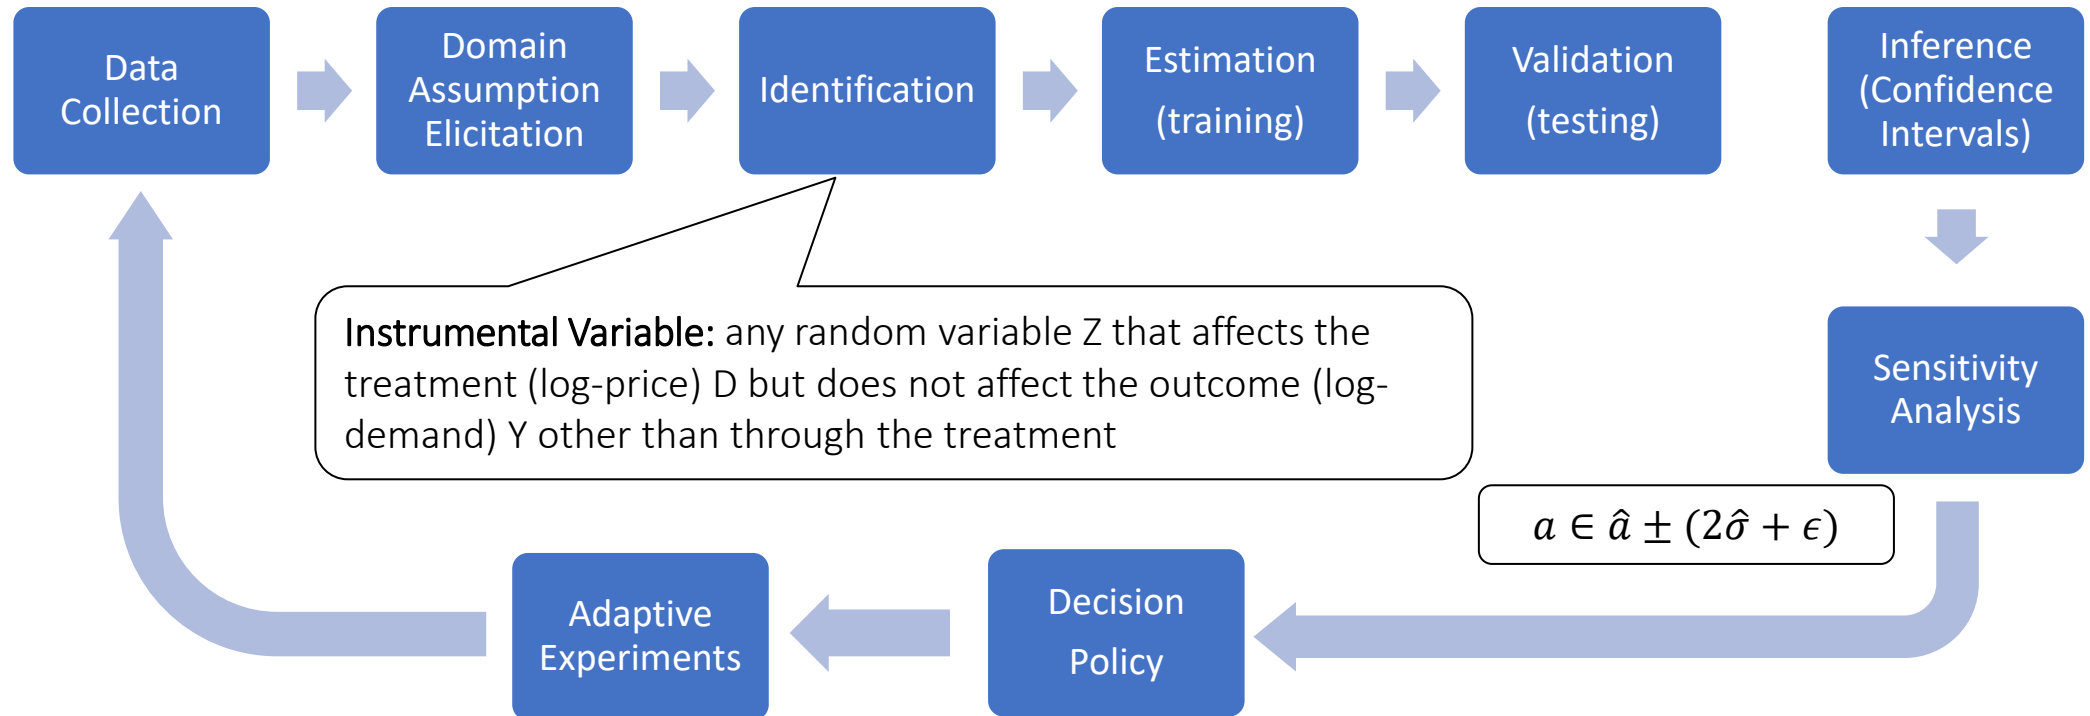 Data
Collection
Domain
Assumption
Elicitation
Identification
Estimation
(training)
Validation
(testing)
Inference
(Confidence
Intervals)
Instrumental Variable: any random variable Z that affects the
treatment (log-price) D but does not affect the outcome (log-
demand) Y other than through the treatment
Sensitivity
Analysis
a ∈ â ± (2σ̂ + ϵ)
Decision
Policy
Adaptive
Experiments